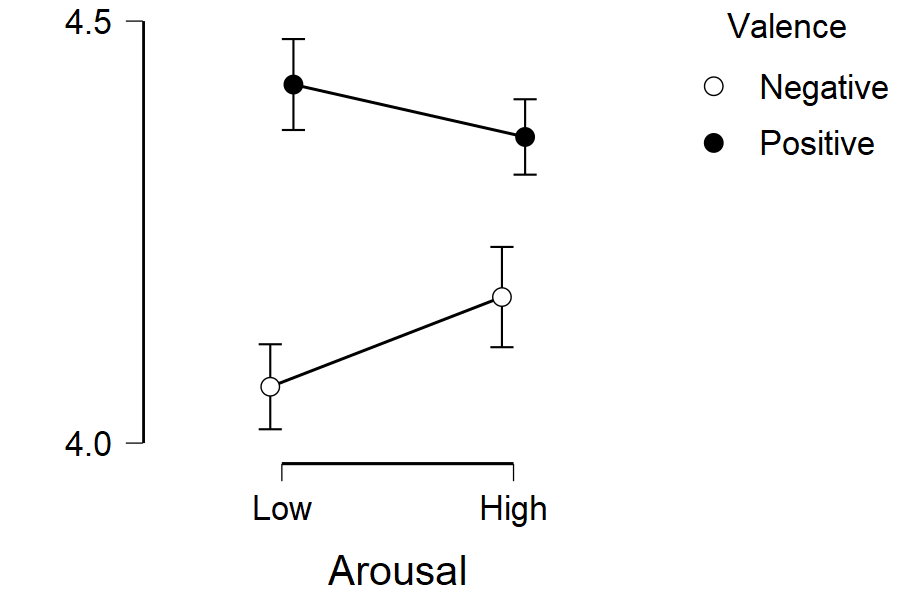 4.5
4.0
Low
High
Arousal
Valence
Negative
Positive